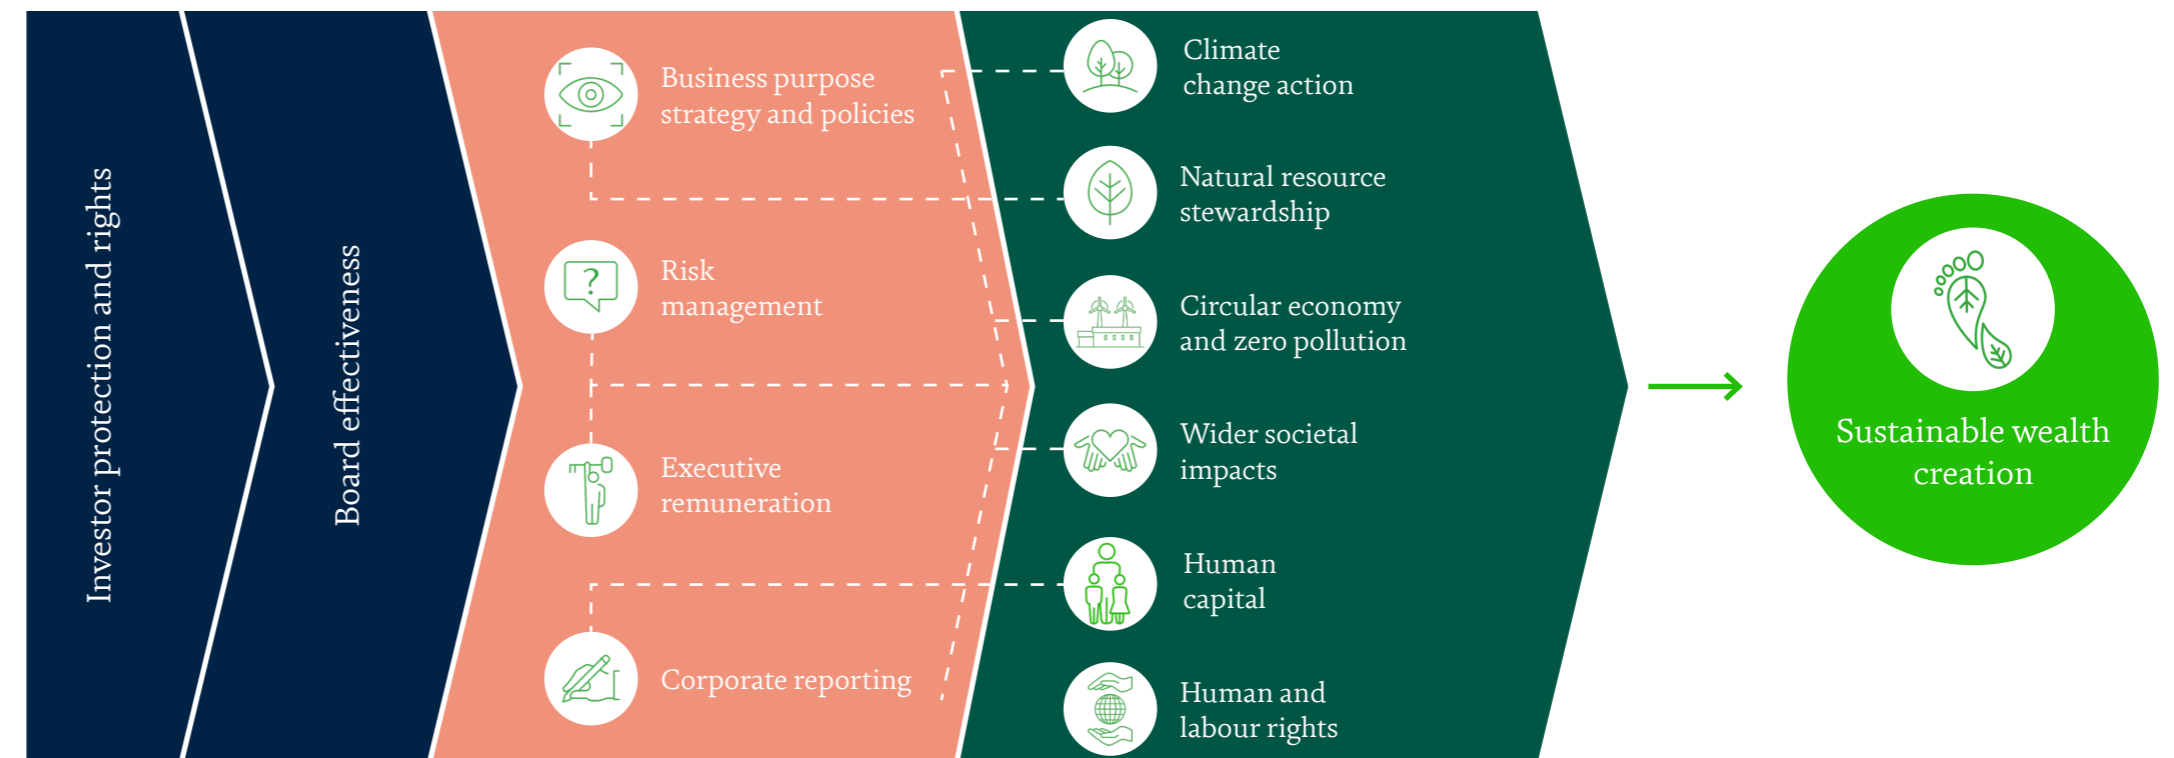 Investor protection and rights
Board effectiveness
Business purpose
strategy and policies
Risk
management
?
Executive
remuneration
Corporate reporting
Climate
change action
Natural resource
stewardship
Circular economy
and zero pollution
Wider societal
impacts
Human
capital
Human and
labour rights
Sustainable wealth
creation